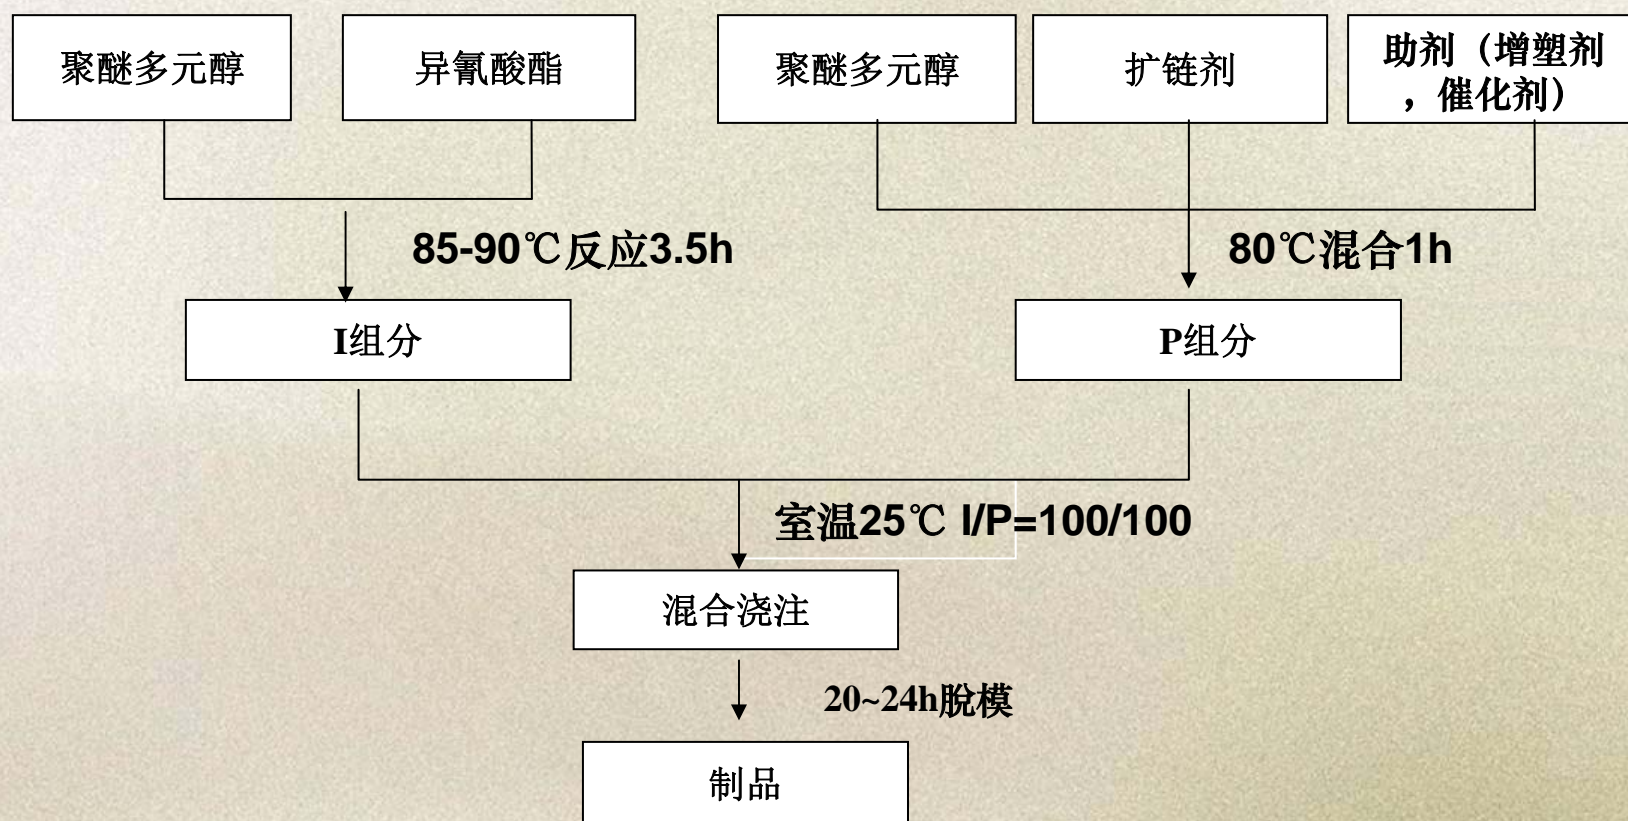 聚醚多元醇
异氰酸酯
聚醚多元醇
扩链剂
助剂（增塑剂
，催化剂）
85-90℃反应3.5h
80℃混合1h
I组分
P组分
室温25℃ I/P=100/100
混合浇注
20~24h脱模
制品